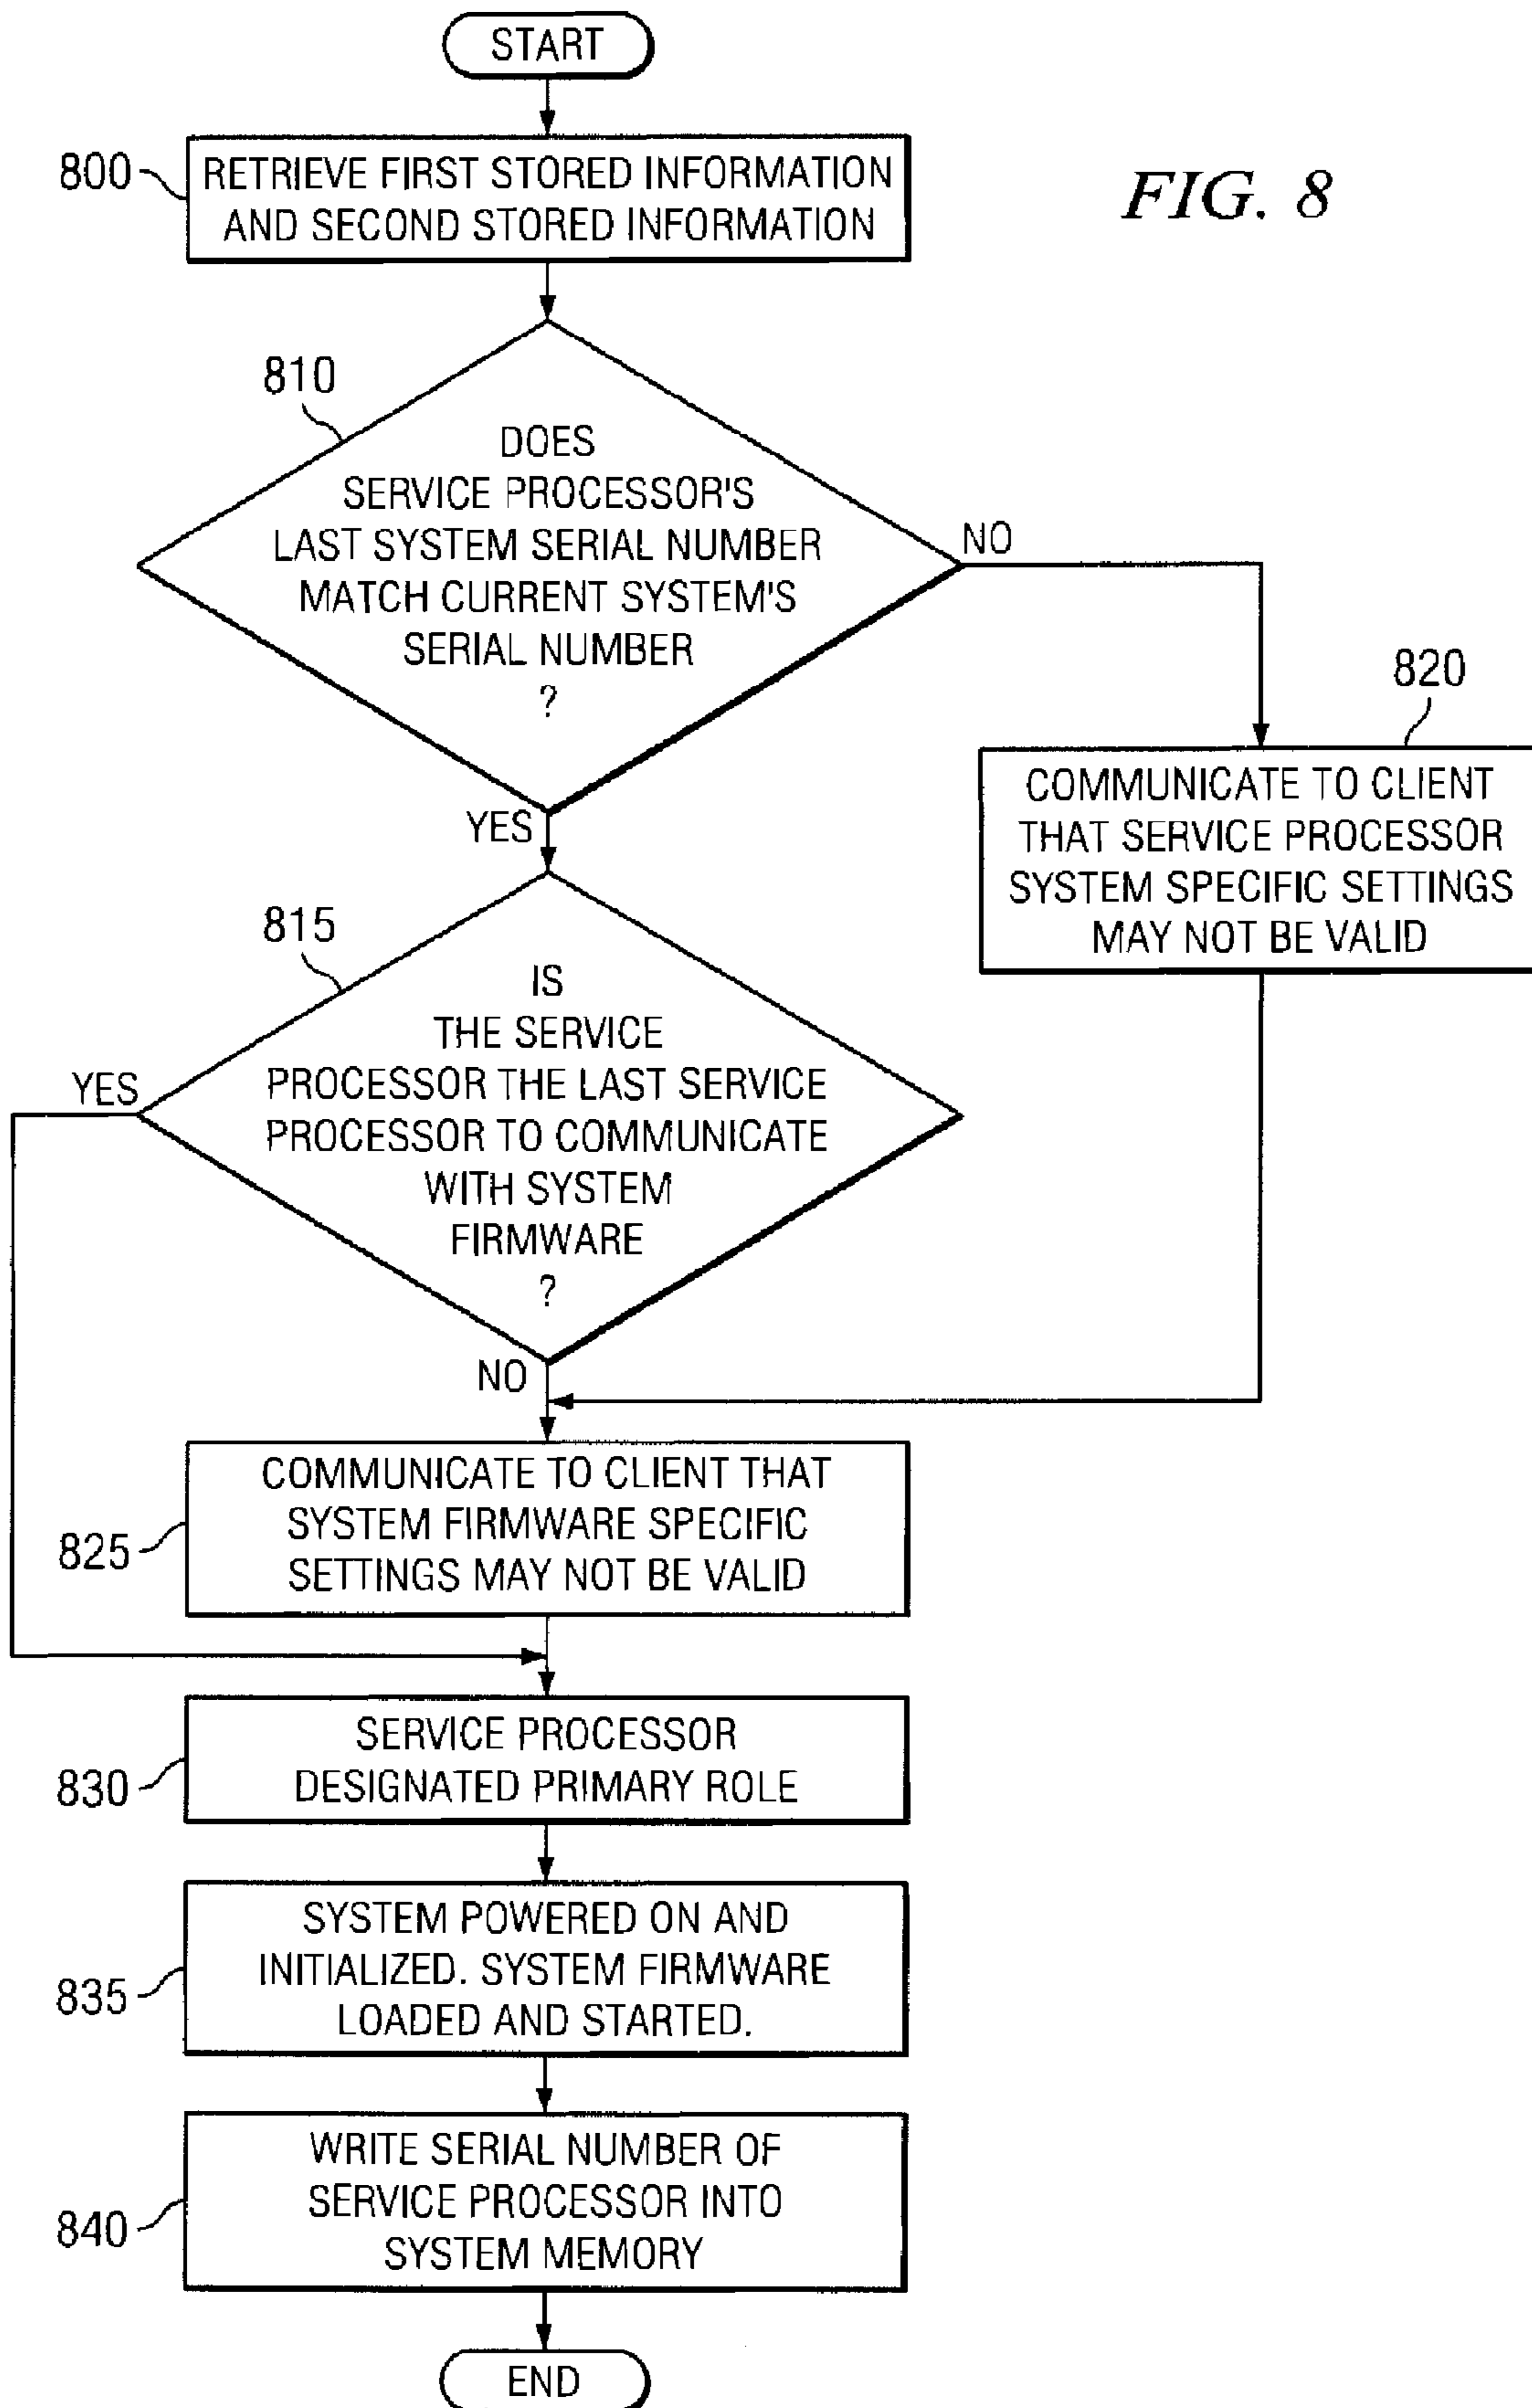 START
800
RETRIEVE FIRST STORED INFORMATION
AND SECOND STORED INFORMATION
FIG. 8
810
DOES
SERVICE PROCESSOR'S
LAST SYSTEM SERIAL NUMBER
MATCH CURRENT SYSTEM'S
SERIAL NUMBER
?
NO
YES
820
COMMUNICATE TO CLIENT
THAT SERVICE PROCESSOR
SYSTEM SPECIFIC SETTINGS
MAY NOT BE VALID
815
IS
THE SERVICE
PROCESSOR THE LAST SERVICE
PROCESSOR TO COMMUNICATE
WITH SYSTEM
FIRMWARE
?
YES
NO
825
COMMUNICATE TO CLIENT THAT
SYSTEM FIRMWARE SPECIFIC
SETTINGS MAY NOT BE VALID
830
SERVICE PROCESSOR
DESIGNATED PRIMARY ROLE
835
SYSTEM POWERED ON AND
INITIALIZED. SYSTEM FIRMWARE
LOADED AND STARTED.
840
WRITE SERIAL NUMBER OF
SERVICE PROCESSOR INTO
SYSTEM MEMORY
END